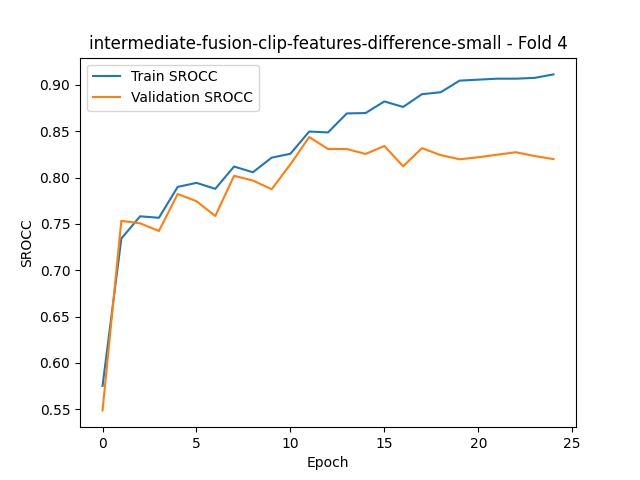 intermediate-fusion-clip-features-difference-small - Fold 4
Train SROCC
Validation SROCC
SROCC
0.90
0.85
0.80
0.75
0.70
0.65
0.60
0.55
0 5 10 15 20 25
Epoch